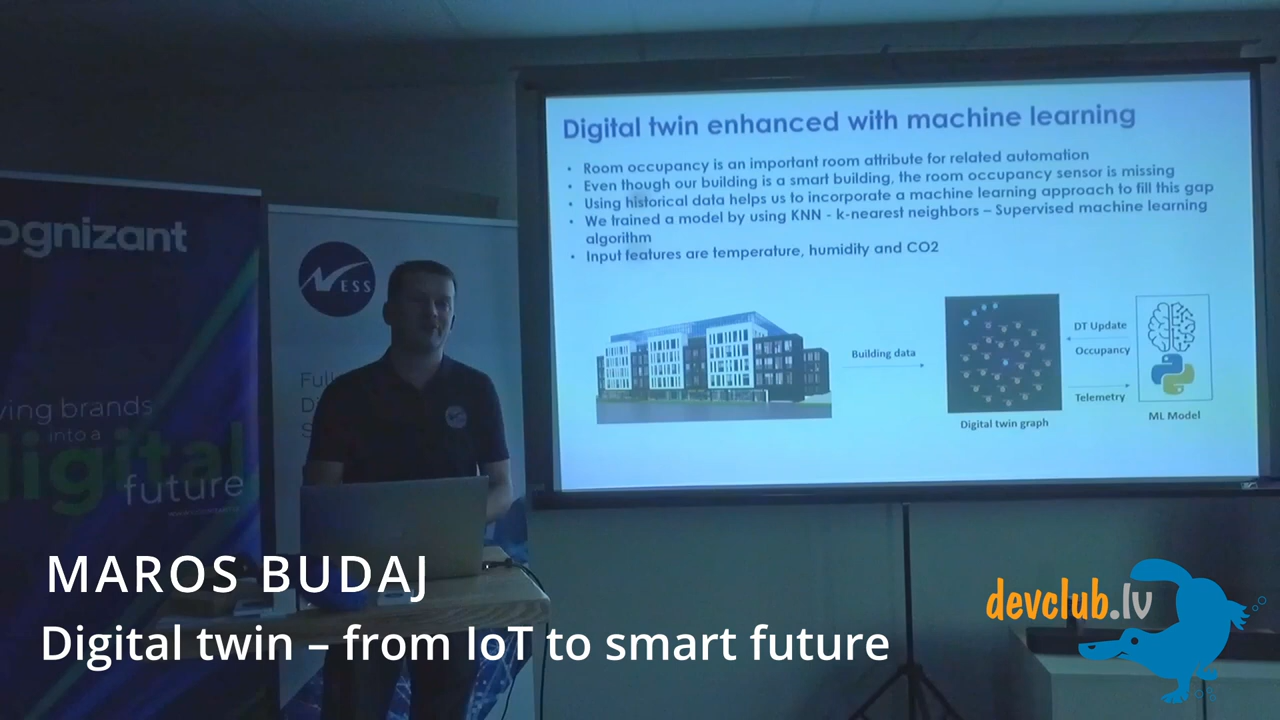 Digital twin enhanced with machine learning
• Room occupancy is an important room attribute for related automation
• Even though our building is a smart building, the room occupancy sensor is missing
• Using historical data helps us to incorporate a machine learning approach to fill this gap
• We trained a model by using KNN - k-nearest neighbors – Supervised machine learning
algorithm
• Input features are temperature, humidity and CO2
Building data
DT Update
Occupancy
Telemetry
Digital twin graph
ML Model
ognizant
ving brands
into a
digital
future
NESS
Full
Di
S
MAROS BUDAJ
Digital twin – from IoT to smart future
devclub.lv